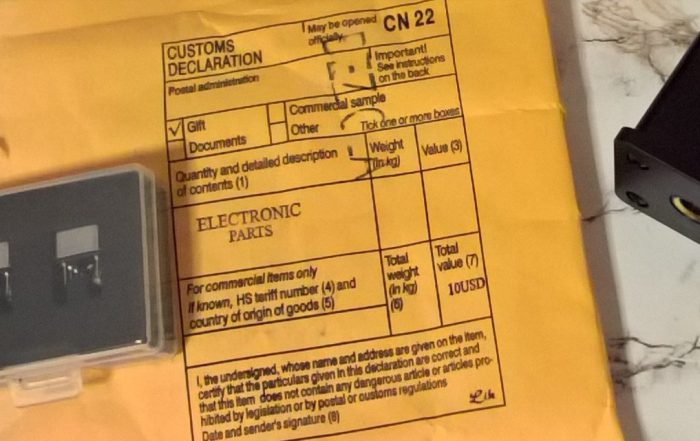 CUSTOMS
DECLARATION
May be opened
officially
CN 22
Postal administration
Important!
See instructions
on the back
✓ Gift
Documents
Commercial sample
Other
Tick one or more boxes
Quantity and detailed description
of contents (1)
Weight
(in kg)
Value (3)
ELECTRONIC
PARTS
For commercial items only
If known, HS tariff number (4) and
country of origin of goods (5)
Total
weight
(in kg)
(6)
Total
value (7)
10USD
I, the undersigned, whose name and address are given on the item,
certify that the particulars given in this declaration are correct and
that this item does not contain any dangerous article or articles pro-
hibited by legislation or by postal or customs regulations
Date and sender's signature (8)